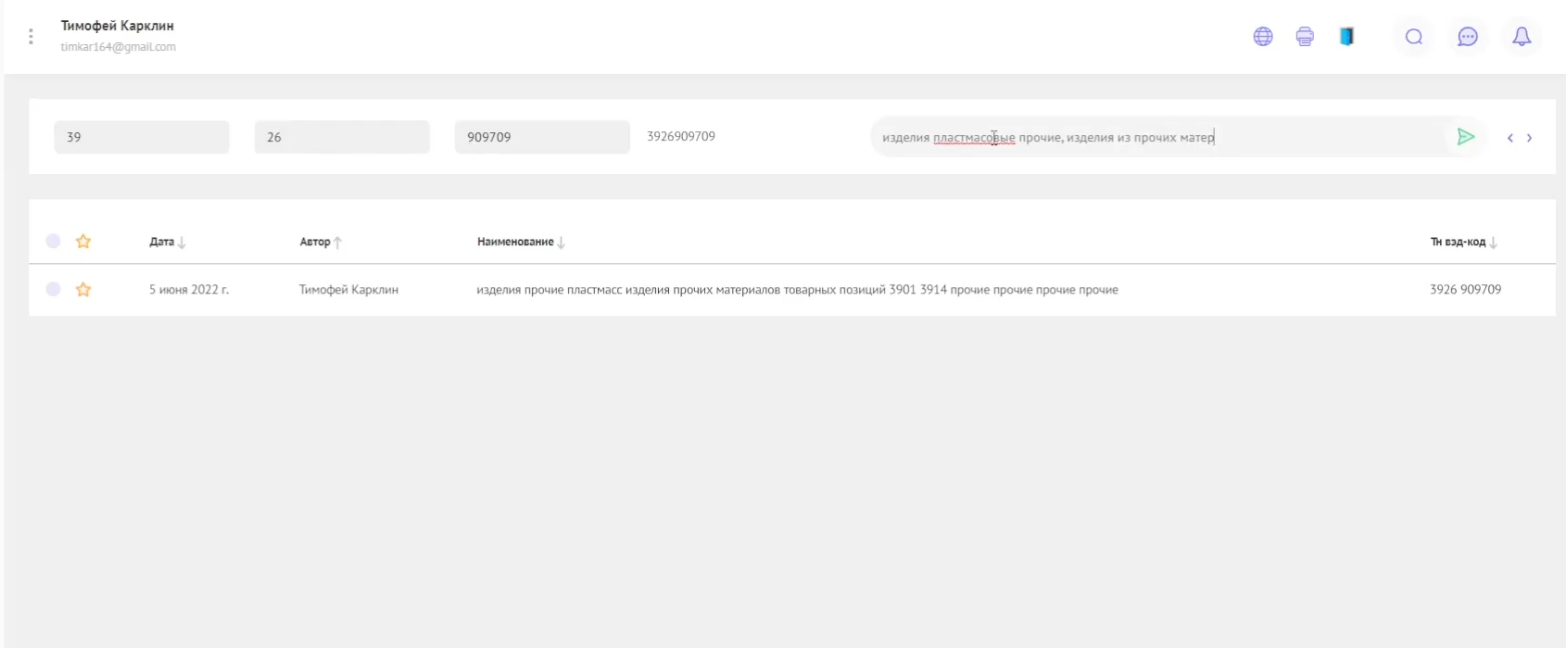 Тимофей Карклин
timkar164@gmail.com
39 26 909709 3926909709 изделия пластмасовые прочие, изделия из прочих матер
Дата Автор Наименование Тн вэд-код
5 июня 2022 г. Тимофей Карклин изделия прочие пластмасс изделия прочих материалов товарных позиций 3901 3914 прочие прочие прочие прочие 3926 909709